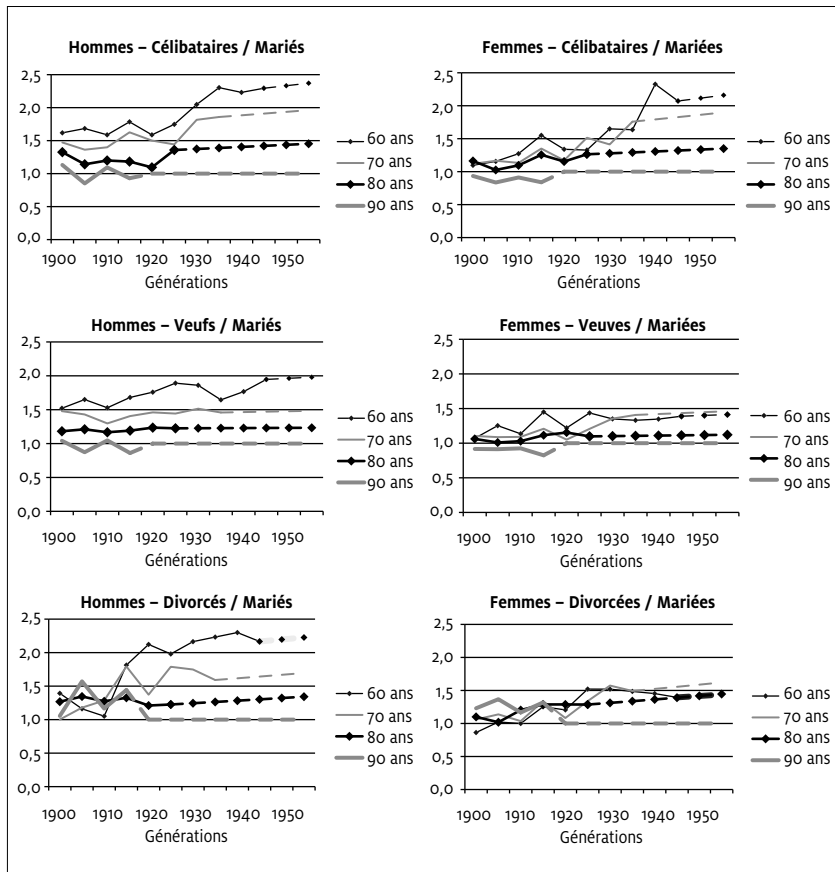 Hommes – Célibataires / Mariés
2,5
2,0
1,5
1,0
0,5
0,0
1900 1910 1920 1930 1940 1950
Générations
60 ans
70 ans
80 ans
90 ans
Femmes – Célibataires / Mariées
2,5
2,0
1,5
1,0
0,5
0,0
1900 1910 1920 1930 1940 1950
Générations
60 ans
70 ans
80 ans
90 ans
Hommes – Veufs / Mariés
2,5
2,0
1,5
1,0
0,5
0,0
1900 1910 1920 1930 1940 1950
Générations
60 ans
70 ans
80 ans
90 ans
Femmes – Veuves / Mariées
2,5
2,0
1,5
1,0
0,5
0,0
1900 1910 1920 1930 1940 1950
Générations
60 ans
70 ans
80 ans
90 ans
Hommes – Divorcés / Mariés
2,5
2,0
1,5
1,0
0,5
0,0
1900 1910 1920 1930 1940 1950
Générations
60 ans
70 ans
80 ans
90 ans
Femmes – Divorcées / Mariées
2,5
2,0
1,5
1,0
0,5
0,0
1900 1910 1920 1930 1940 1950
Générations
60 ans
70 ans
80 ans
90 ans